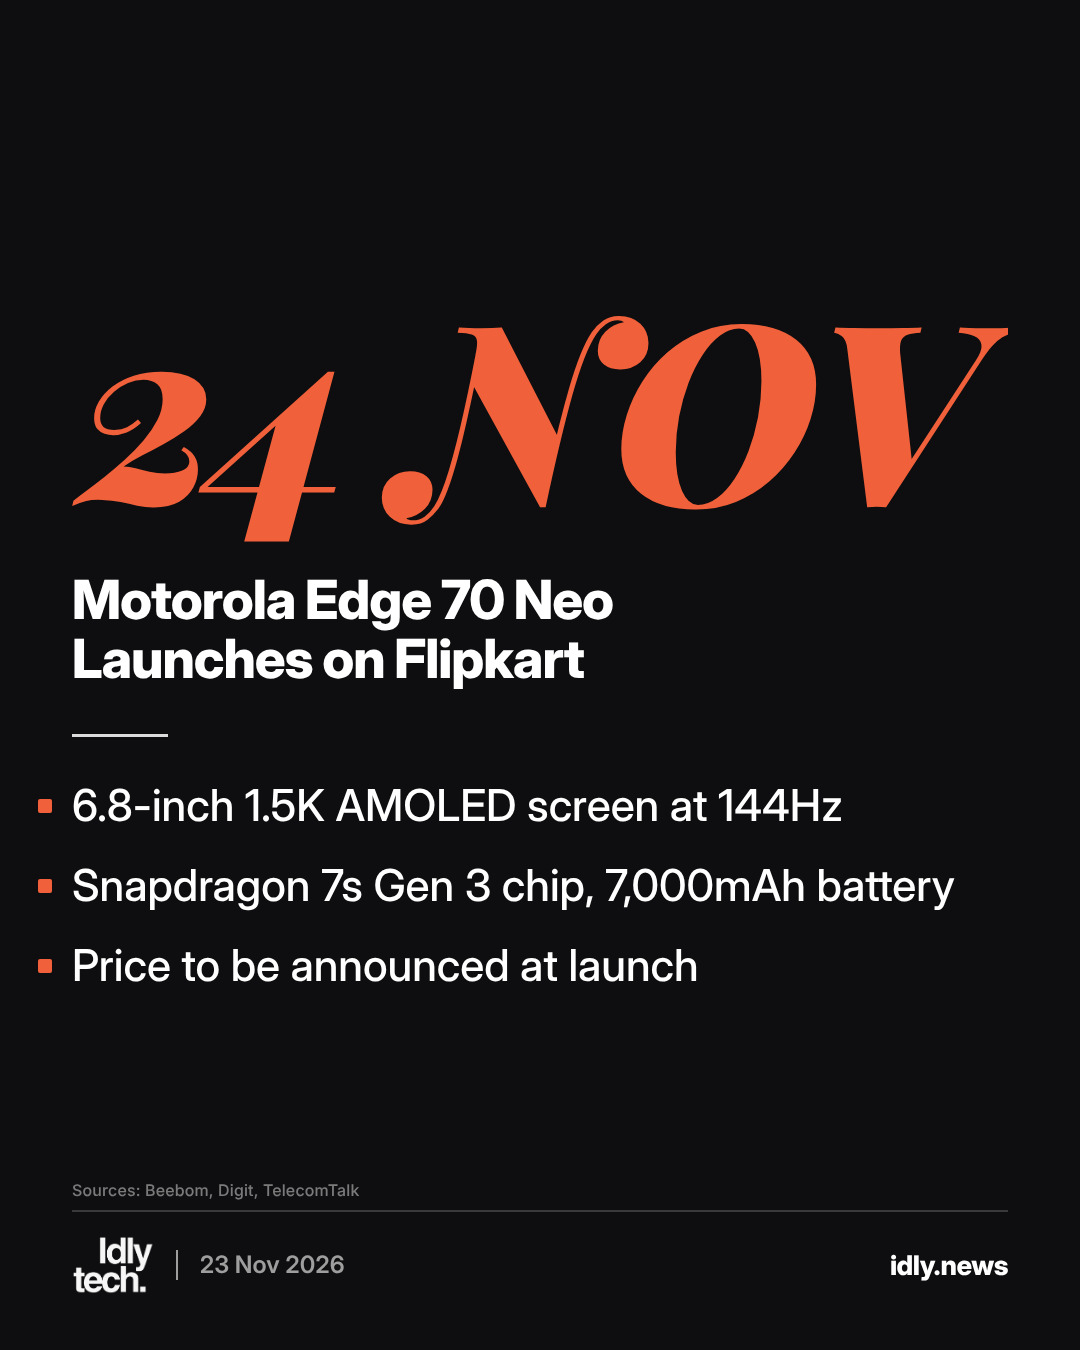 24 NOV
Motorola Edge 70 Neo
Launches on Flipkart
6.8-inch 1.5K AMOLED screen at 144Hz
Snapdragon 7s Gen 3 chip, 7,000mAh battery
Price to be announced at launch
Sources: Beebom, Digit, TelecomTalk
Idly
tech.
23 Nov 2026
idly.news